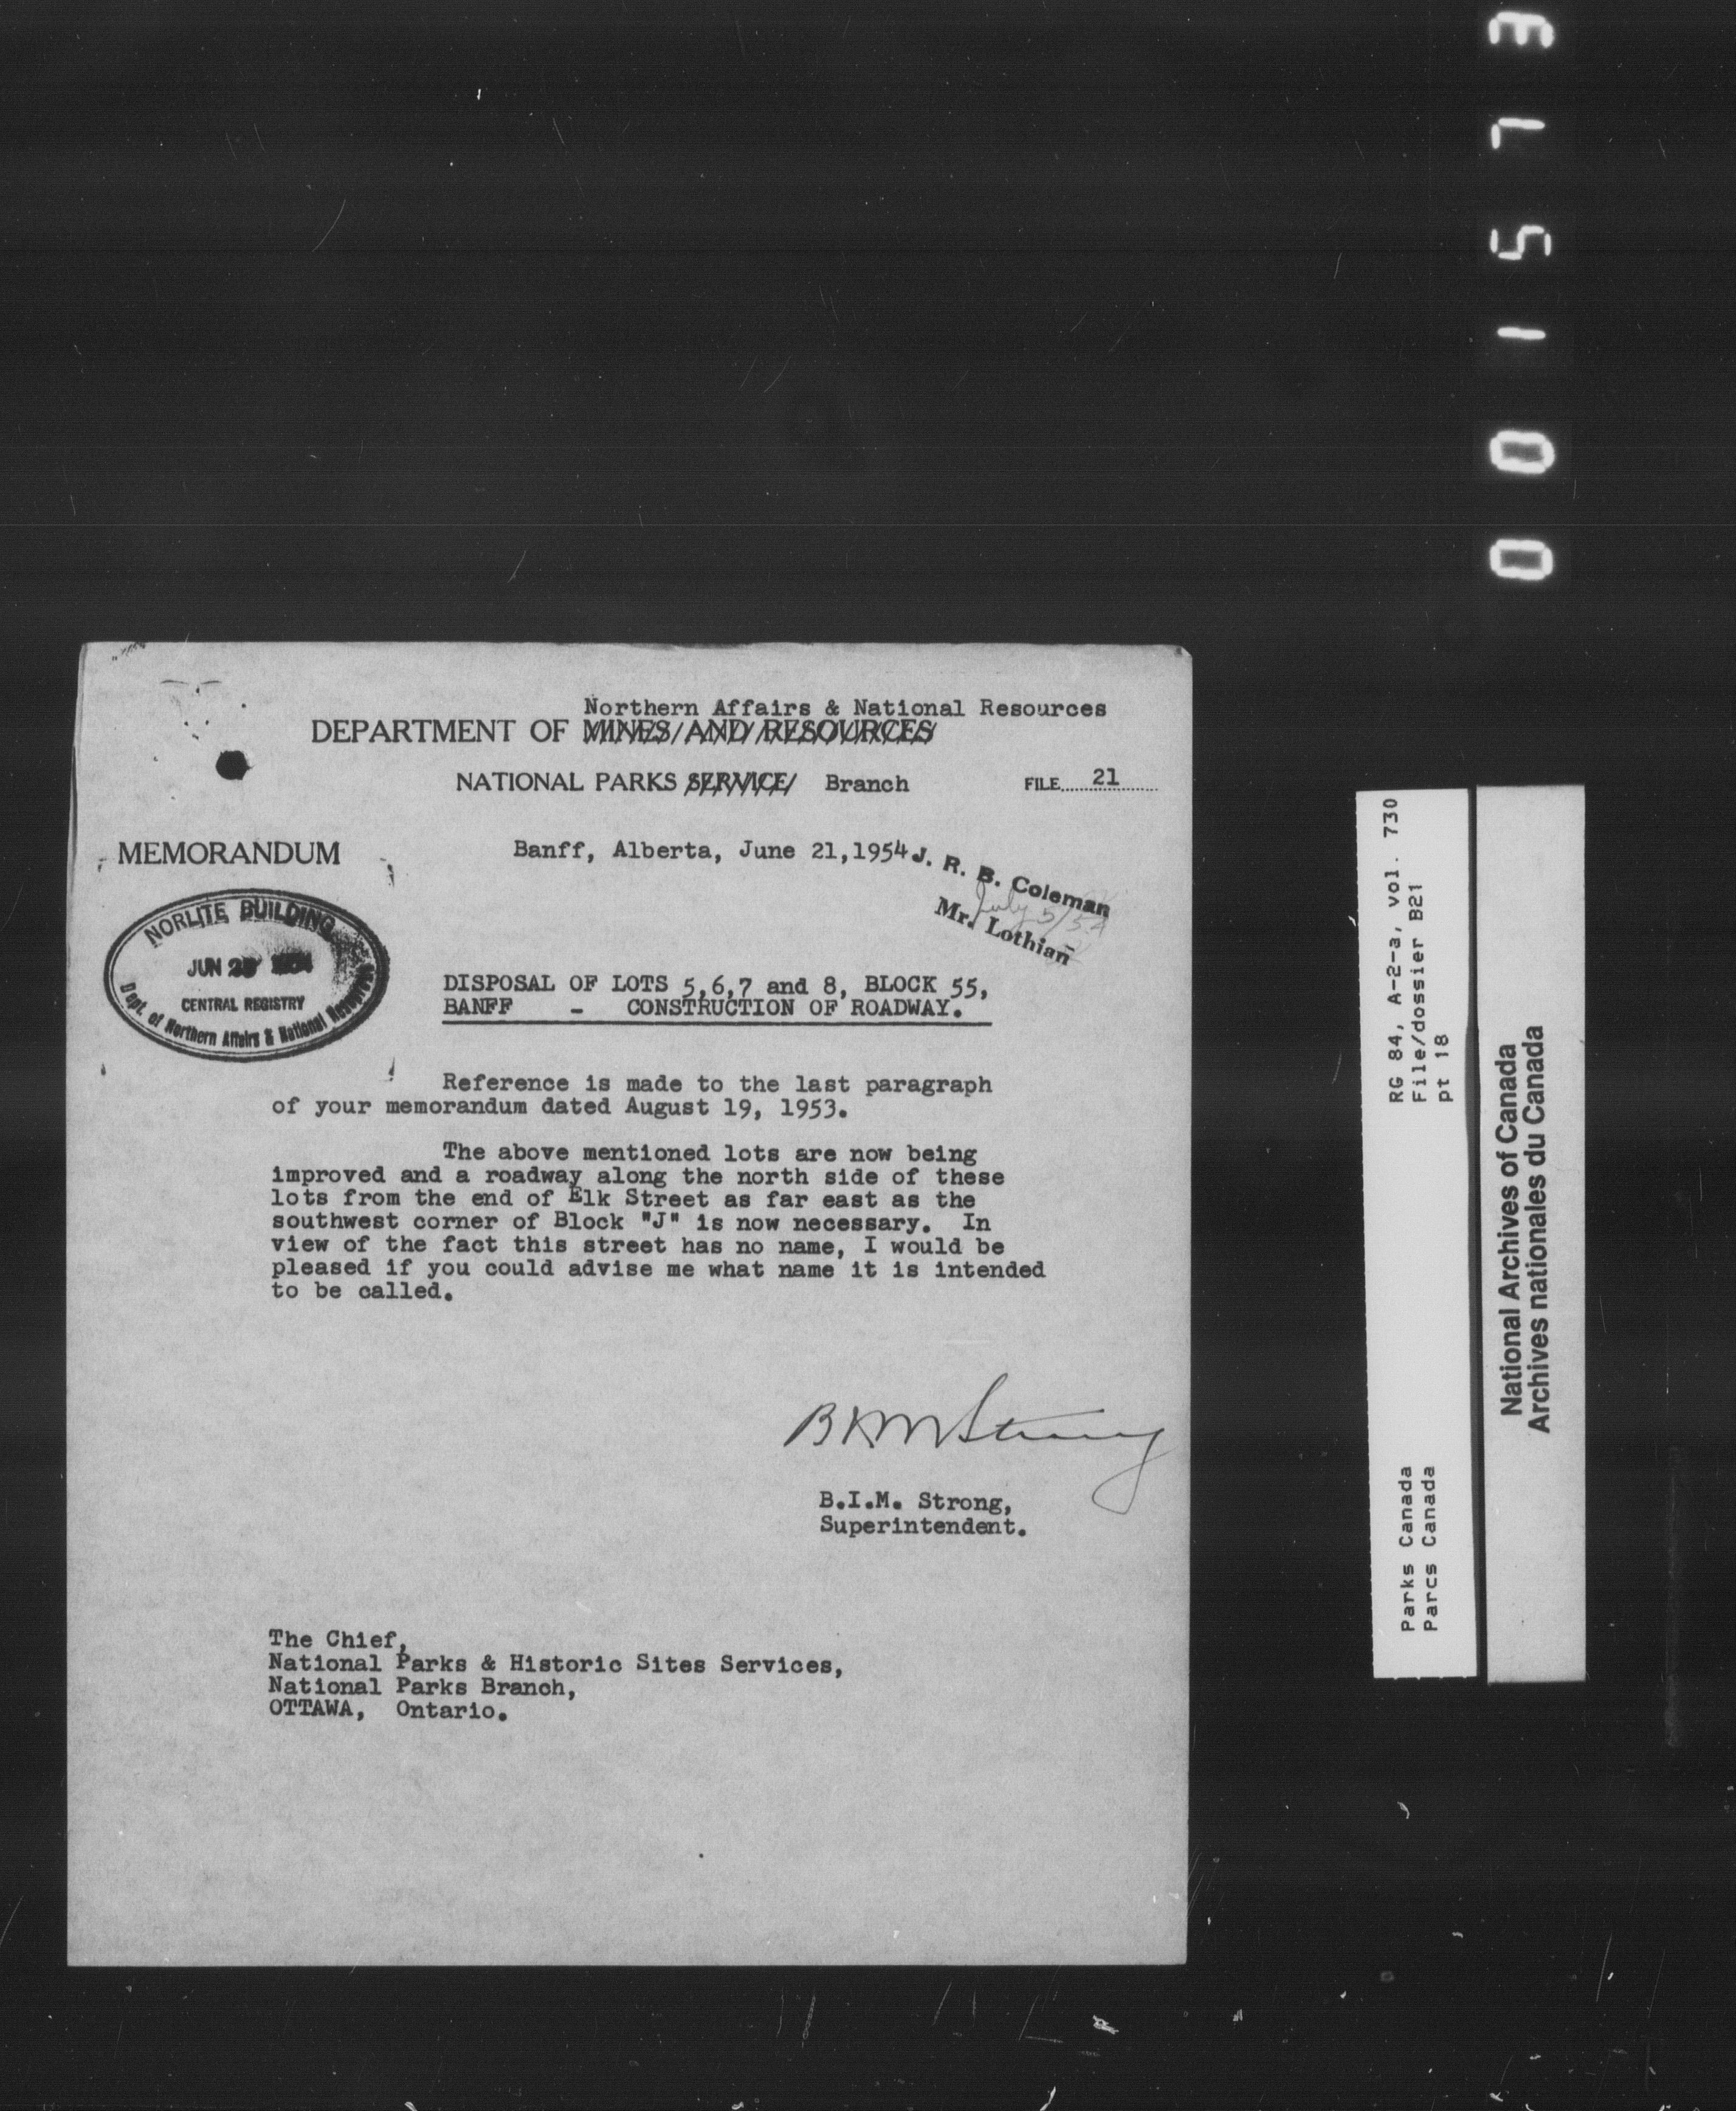 Northern Affairs & National Resources
DEPARTMENT OF MINES AND RESOURCES
NATIONAL PARKS SERVICE Branch
FILE 21
MEMORANDUM
Banff, Alberta, June 21,1954
J. R. B. Coleman
July 5/54
Mr. Lothian
NORLITE BUILDING
JUN 1954
CENTRAL REGISTRY
Dept. of Northern Affairs & National Resources
DISPOSAL OF LOTS 5,6,7 and 8, BLOCK 55,
BANFF - CONSTRUCTION OF ROADWAY.
Reference is made to the last paragraph
of your memorandum dated August 19, 1953.
The above mentioned lots are now being
improved and a roadway along the north side of these
lots from the end of Elk Street as far east as the
southwest corner of Block "J" is now necessary. In
view of the fact this street has no name, I would be
pleased if you could advise me what name it is intended
to be called.
BIMStrong
B.I.M. Strong,
Superintendent.
The Chief,
National Parks & Historic Sites Services,
National Parks Branch,
OTTAWA, Ontario.
RG 84, A-2-a, vol. 730
File/dossier B21
pt 18
Parks Canada
Parcs Canada
National Archives of Canada
Archives nationales du Canada
001573